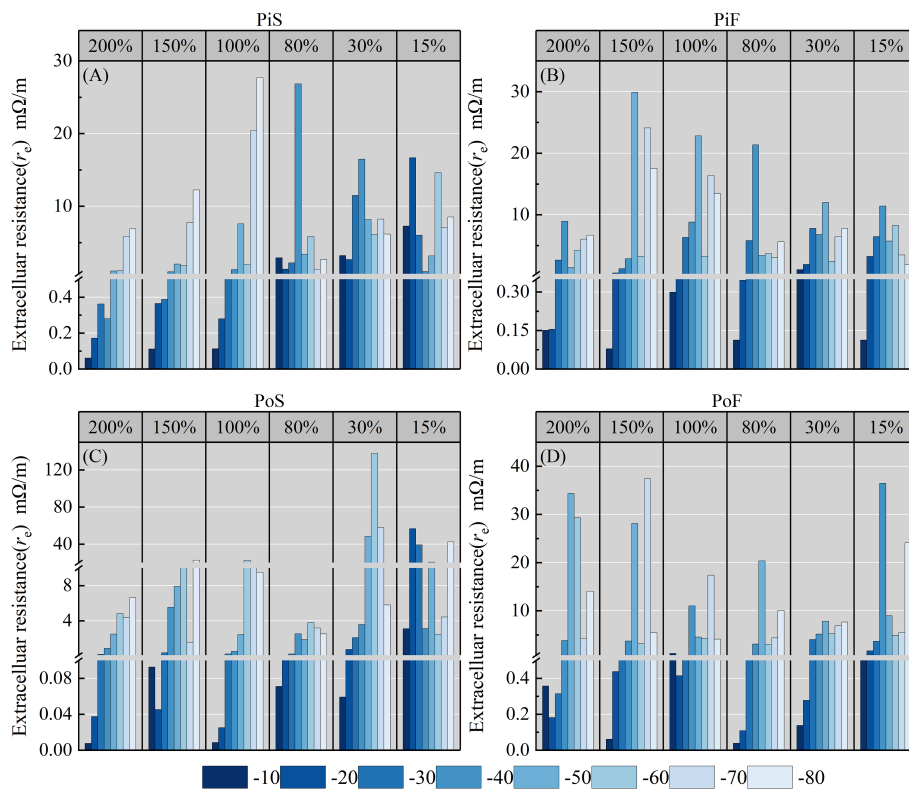 PiS PiF
200% 150% 100% 80% 30% 15% 200% 150% 100% 80% 30% 15%
(A) (B)
30
20
10
0.4
0.2
0.0
Extracelluar resistance(re) mΩ/m
30
20
10
0.30
0.15
0.00
Extracelluar resistance(re) mΩ/m
PoS PoF
200% 150% 100% 80% 30% 15% 200% 150% 100% 80% 30% 15%
(C) (D)
120
80
40
8
4
0.08
0.04
0.00
Extracelluar resistance(re) mΩ/m)
40
30
20
10
0.4
0.2
0.0
Extracelluar resistance(re) mΩ/m
-10 -20 -30 -40 -50 -60 -70 -80